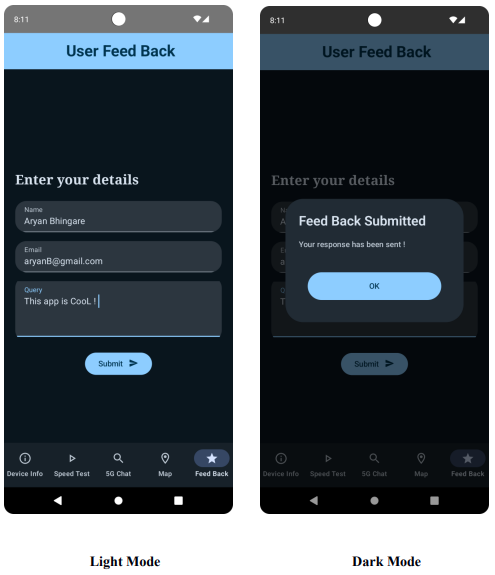 8:11
User Feed Back
Enter your details
Name
Aryan Bhingare
Email
aryanB@gmail.com
Query
This app is CooL !
Submit
Device Info
Speed Test
5G Chat
Map
Feed Back
Light Mode
8:11
User Feed Back
Enter your details
Feed Back Submitted
Your response has been sent !
OK
Submit
Device Info
Speed Test
5G Chat
Map
Feed Back
Dark Mode